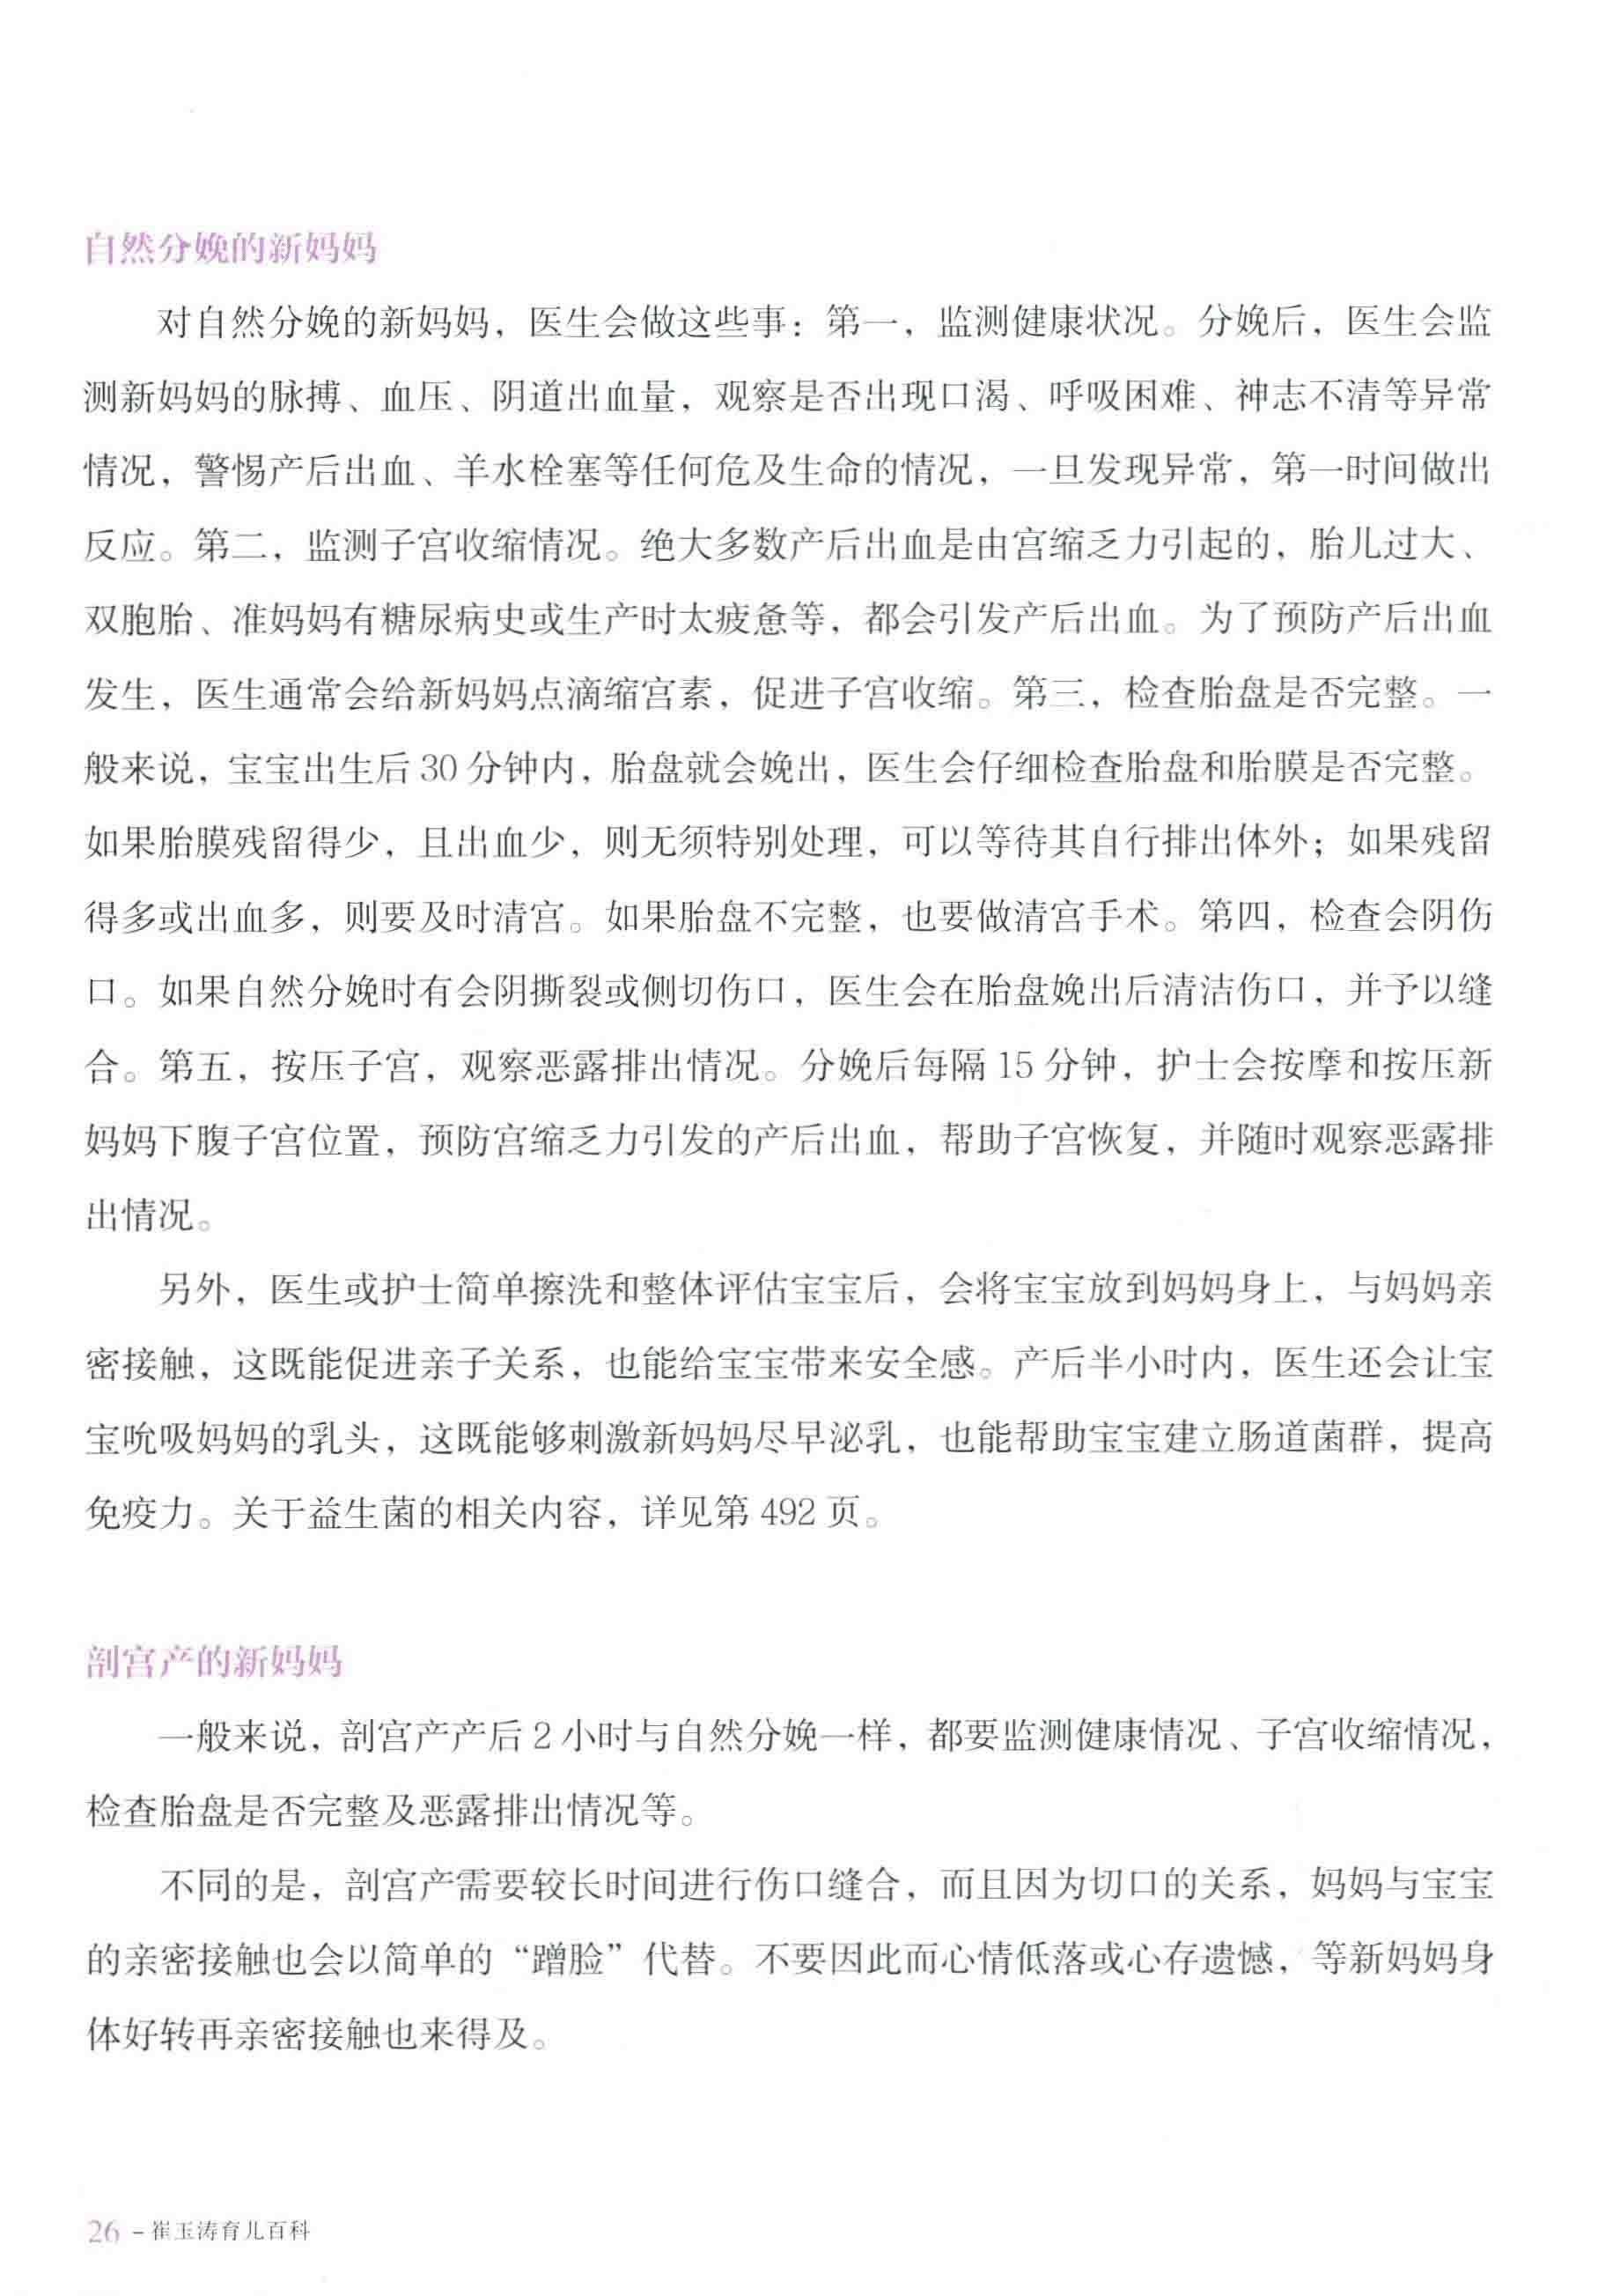 自然分娩的新妈妈
对自然分娩的新妈妈，医生会做这些事：第一，监测健康状况。分娩后，医生会监
测新妈妈的脉搏、血压、阴道出血量，观察是否出现口渴、呼吸困难、神志不清等异常
情况，警惕产后出血、羊水栓塞等任何危及生命的情况，一旦发现异常，第一时间做出
反应。第二，监测子宫收缩情况。绝大多数产后出血是由宫缩乏力引起的，胎儿过大、
双胞胎、准妈妈有糖尿病史或生产时太疲惫等，都会引发产后出血。为了预防产后出血
发生，医生通常会给新妈妈点滴缩宫素，促进子宫收缩。第三，检查胎盘是否完整。一
般来说，宝宝出生后 30 分钟内，胎盘就会娩出，医生会仔细检查胎盘和胎膜是否完整。
如果胎膜残留得少，且出血少，则无须特别处理，可以等待其自行排出体外；如果残留
得多或出血多，则要及时清宫。如果胎盘不完整，也要做清宫手术。第四，检查会阴伤
口。如果自然分娩时有会阴撕裂或侧切伤口，医生会在胎盘娩出后清洁伤口，并予以缝
合。第五，按压子宫，观察恶露排出情况。分娩后每隔 15 分钟，护士会按摩和按压新
妈妈下腹子宫位置，预防宫缩乏力引发的产后出血，帮助子宫恢复，并随时观察恶露排
出情况。
另外，医生或护士简单擦洗和整体评估宝宝后，会将宝宝放到妈妈身上，与妈妈亲
密接触，这既能促进亲子关系，也能给宝宝带来安全感。产后半小时内，医生还会让宝
宝吮吸妈妈的乳头，这既能够刺激新妈妈尽早泌乳，也能帮助宝宝建立肠道菌群，提高
免疫力。关于益生菌的相关内容，详见第 492 页。
剖宫产的新妈妈
一般来说，剖宫产产后 2 小时与自然分娩一样，都要监测健康情况、子宫收缩情况，
检查胎盘是否完整及恶露排出情况等。
不同的是，剖宫产需要较长时间进行伤口缝合，而且因为切口的关系，妈妈与宝宝
的亲密接触也会以简单的“蹭脸”代替。不要因此而心情低落或心存遗憾，等新妈妈身
体好转再亲密接触也来得及。
26 – 崔玉涛育儿百科